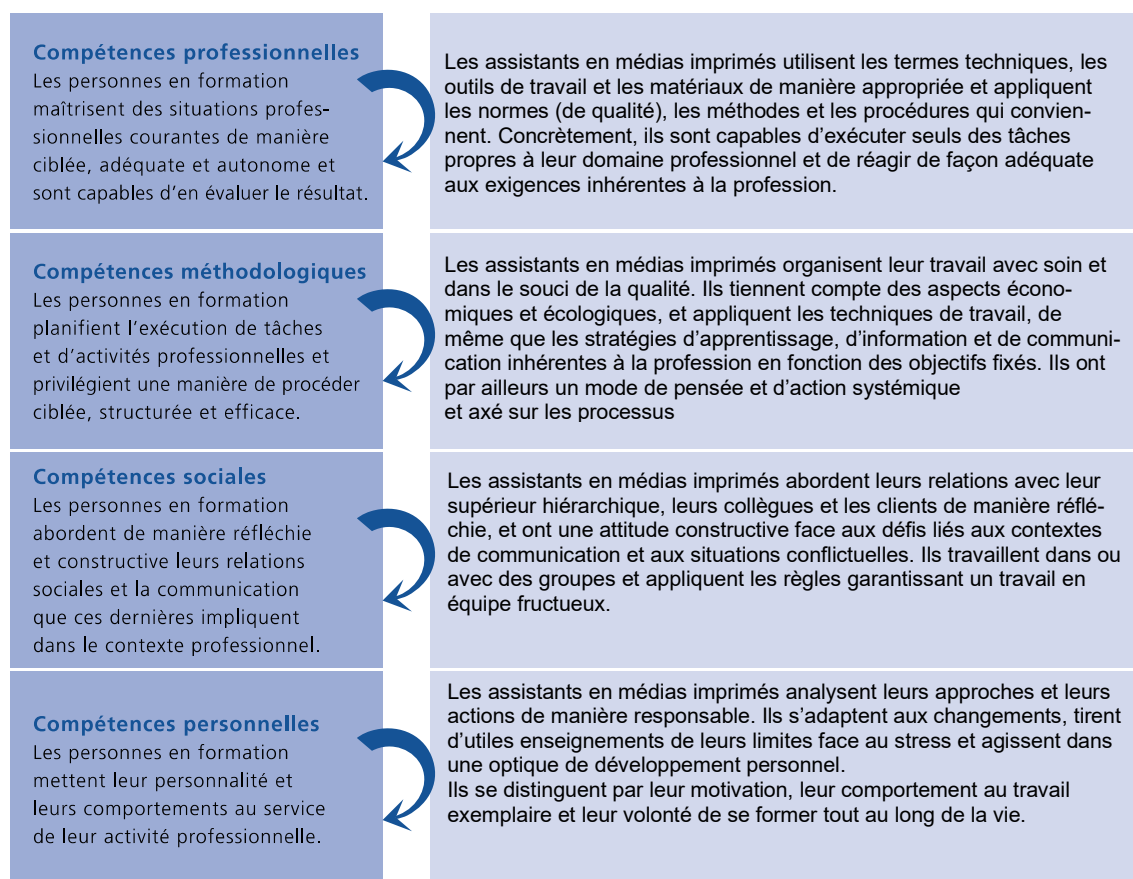 Compétences professionnelles
Les personnes en formation
maîtrisent des situations profes-
sionnelles courantes de manière
ciblée, adéquate et autonome et
sont capables d'en évaluer le résultat.
Les assistants en médias imprimés utilisent les termes techniques, les
outils de travail et les matériaux de manière appropriée et appliquent
les normes (de qualité), les méthodes et les procédures qui convien-
nent. Concrètement, ils sont capables d'exécuter seuls des tâches
propres à leur domaine professionnel et de réagir de façon adéquate
aux exigences inhérentes à la profession.
Compétences méthodologiques
Les personnes en formation
planifient l'exécution de tâches
et d'activités professionnelles et
privilégient une manière de procéder
ciblée, structurée et efficace.
Les assistants en médias imprimés organisent leur travail avec soin et
dans le souci de la qualité. Ils tiennent compte des aspects écono-
miques et écologiques, et appliquent les techniques de travail, de
même que les stratégies d'apprentissage, d'information et de communi-
cation inhérentes à la profession en fonction des objectifs fixés. Ils ont
par ailleurs un mode de pensée et d'action systémique
et axé sur les processus
Compétences sociales
Les personnes en formation
abordent de manière réfléchie
et constructive leurs relations
sociales et la communication
que ces dernières impliquent
dans le contexte professionnel.
Les assistants en médias imprimés abordent leurs relations avec leur
supérieur hiérarchique, leurs collègues et les clients de manière réflé-
chie, et ont une attitude constructive face aux défis liés aux contextes
de communication et aux situations conflictuelles. Ils travaillent dans ou
avec des groupes et appliquent les règles garantissant un travail en
équipe fructueux.
Compétences personnelles
Les personnes en formation
mettent leur personnalité et
leurs comportements au service
de leur activité professionnelle.
Les assistants en médias imprimés analysent leurs approches et leurs
actions de manière responsable. Ils s'adaptent aux changements, tirent
d'utiles enseignements de leurs limites face au stress et agissent dans
une optique de développement personnel.
Ils se distinguent par leur motivation, leur comportement au travail
exemplaire et leur volonté de se former tout au long de la vie.